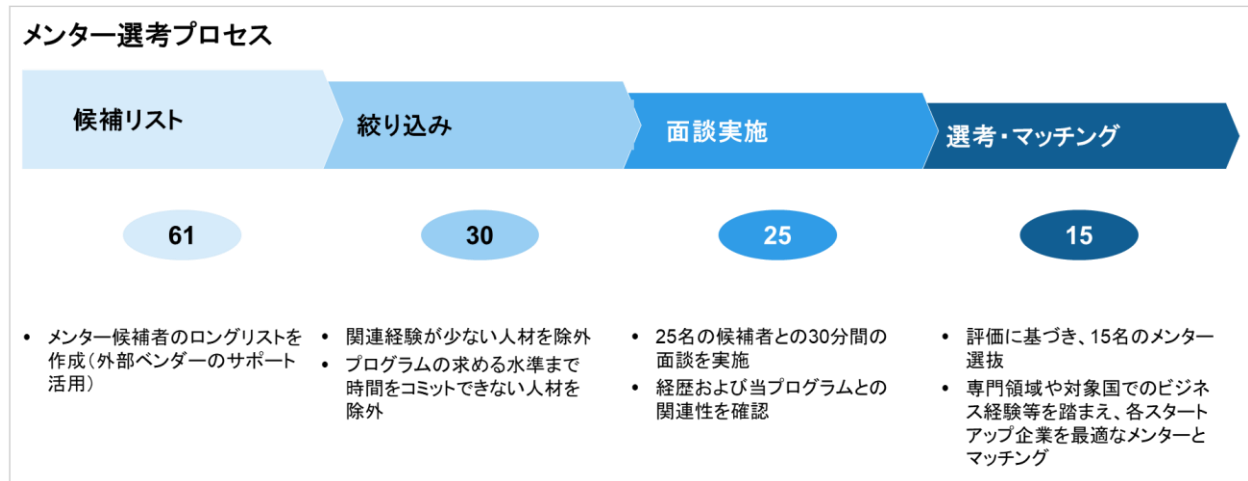 メンター選考プロセス
候補リスト
絞り込み
面談実施
選考・マッチング
61
30
25
15
• メンター候補者のロングリストを
作成（外部ベンダーのサポート
活用）
• 関連経験が少ない人材を除外
• プログラムの求める水準まで
時間をコミットできない人材を
除外
• 25名の候補者との30分間の
面談を実施
• 経歴および当プログラムとの
関連性を確認
• 評価に基づき、15名のメンター
選抜
• 専門領域や対象国でのビジネ
ス経験等を踏まえ、各スタート
アップ企業を最適なメンターと
マッチング